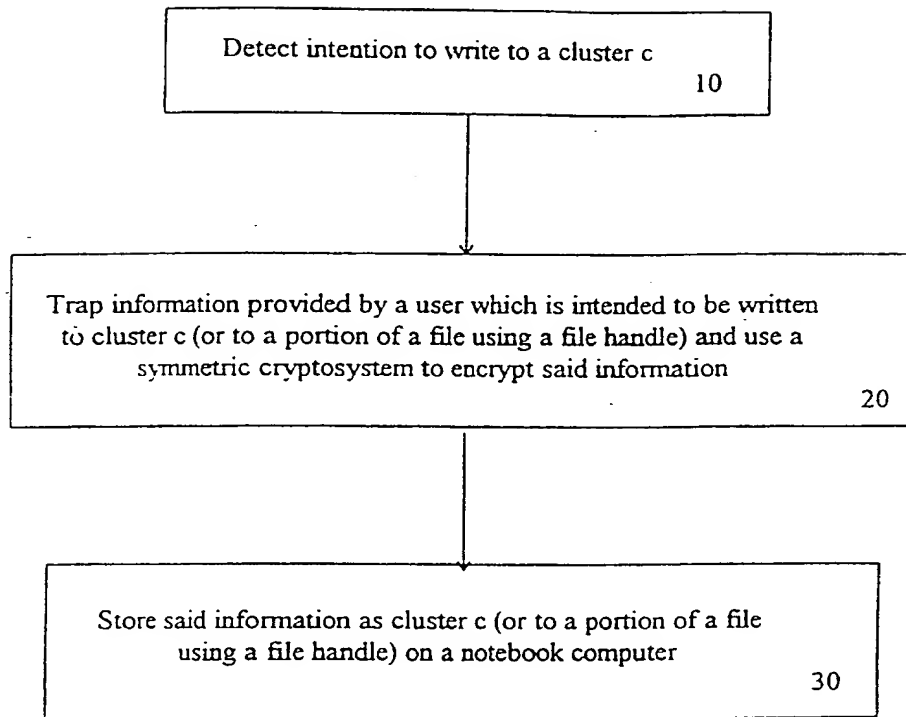 Detect intention to write to a cluster c
10
Trap information provided by a user which is intended to be written
to cluster c (or to a portion of a file using a file handle) and use a
symmetric cryptosystem to encrypt said information
20
Store said information as cluster c (or to a portion of a file
using a file handle) on a notebook computer
30